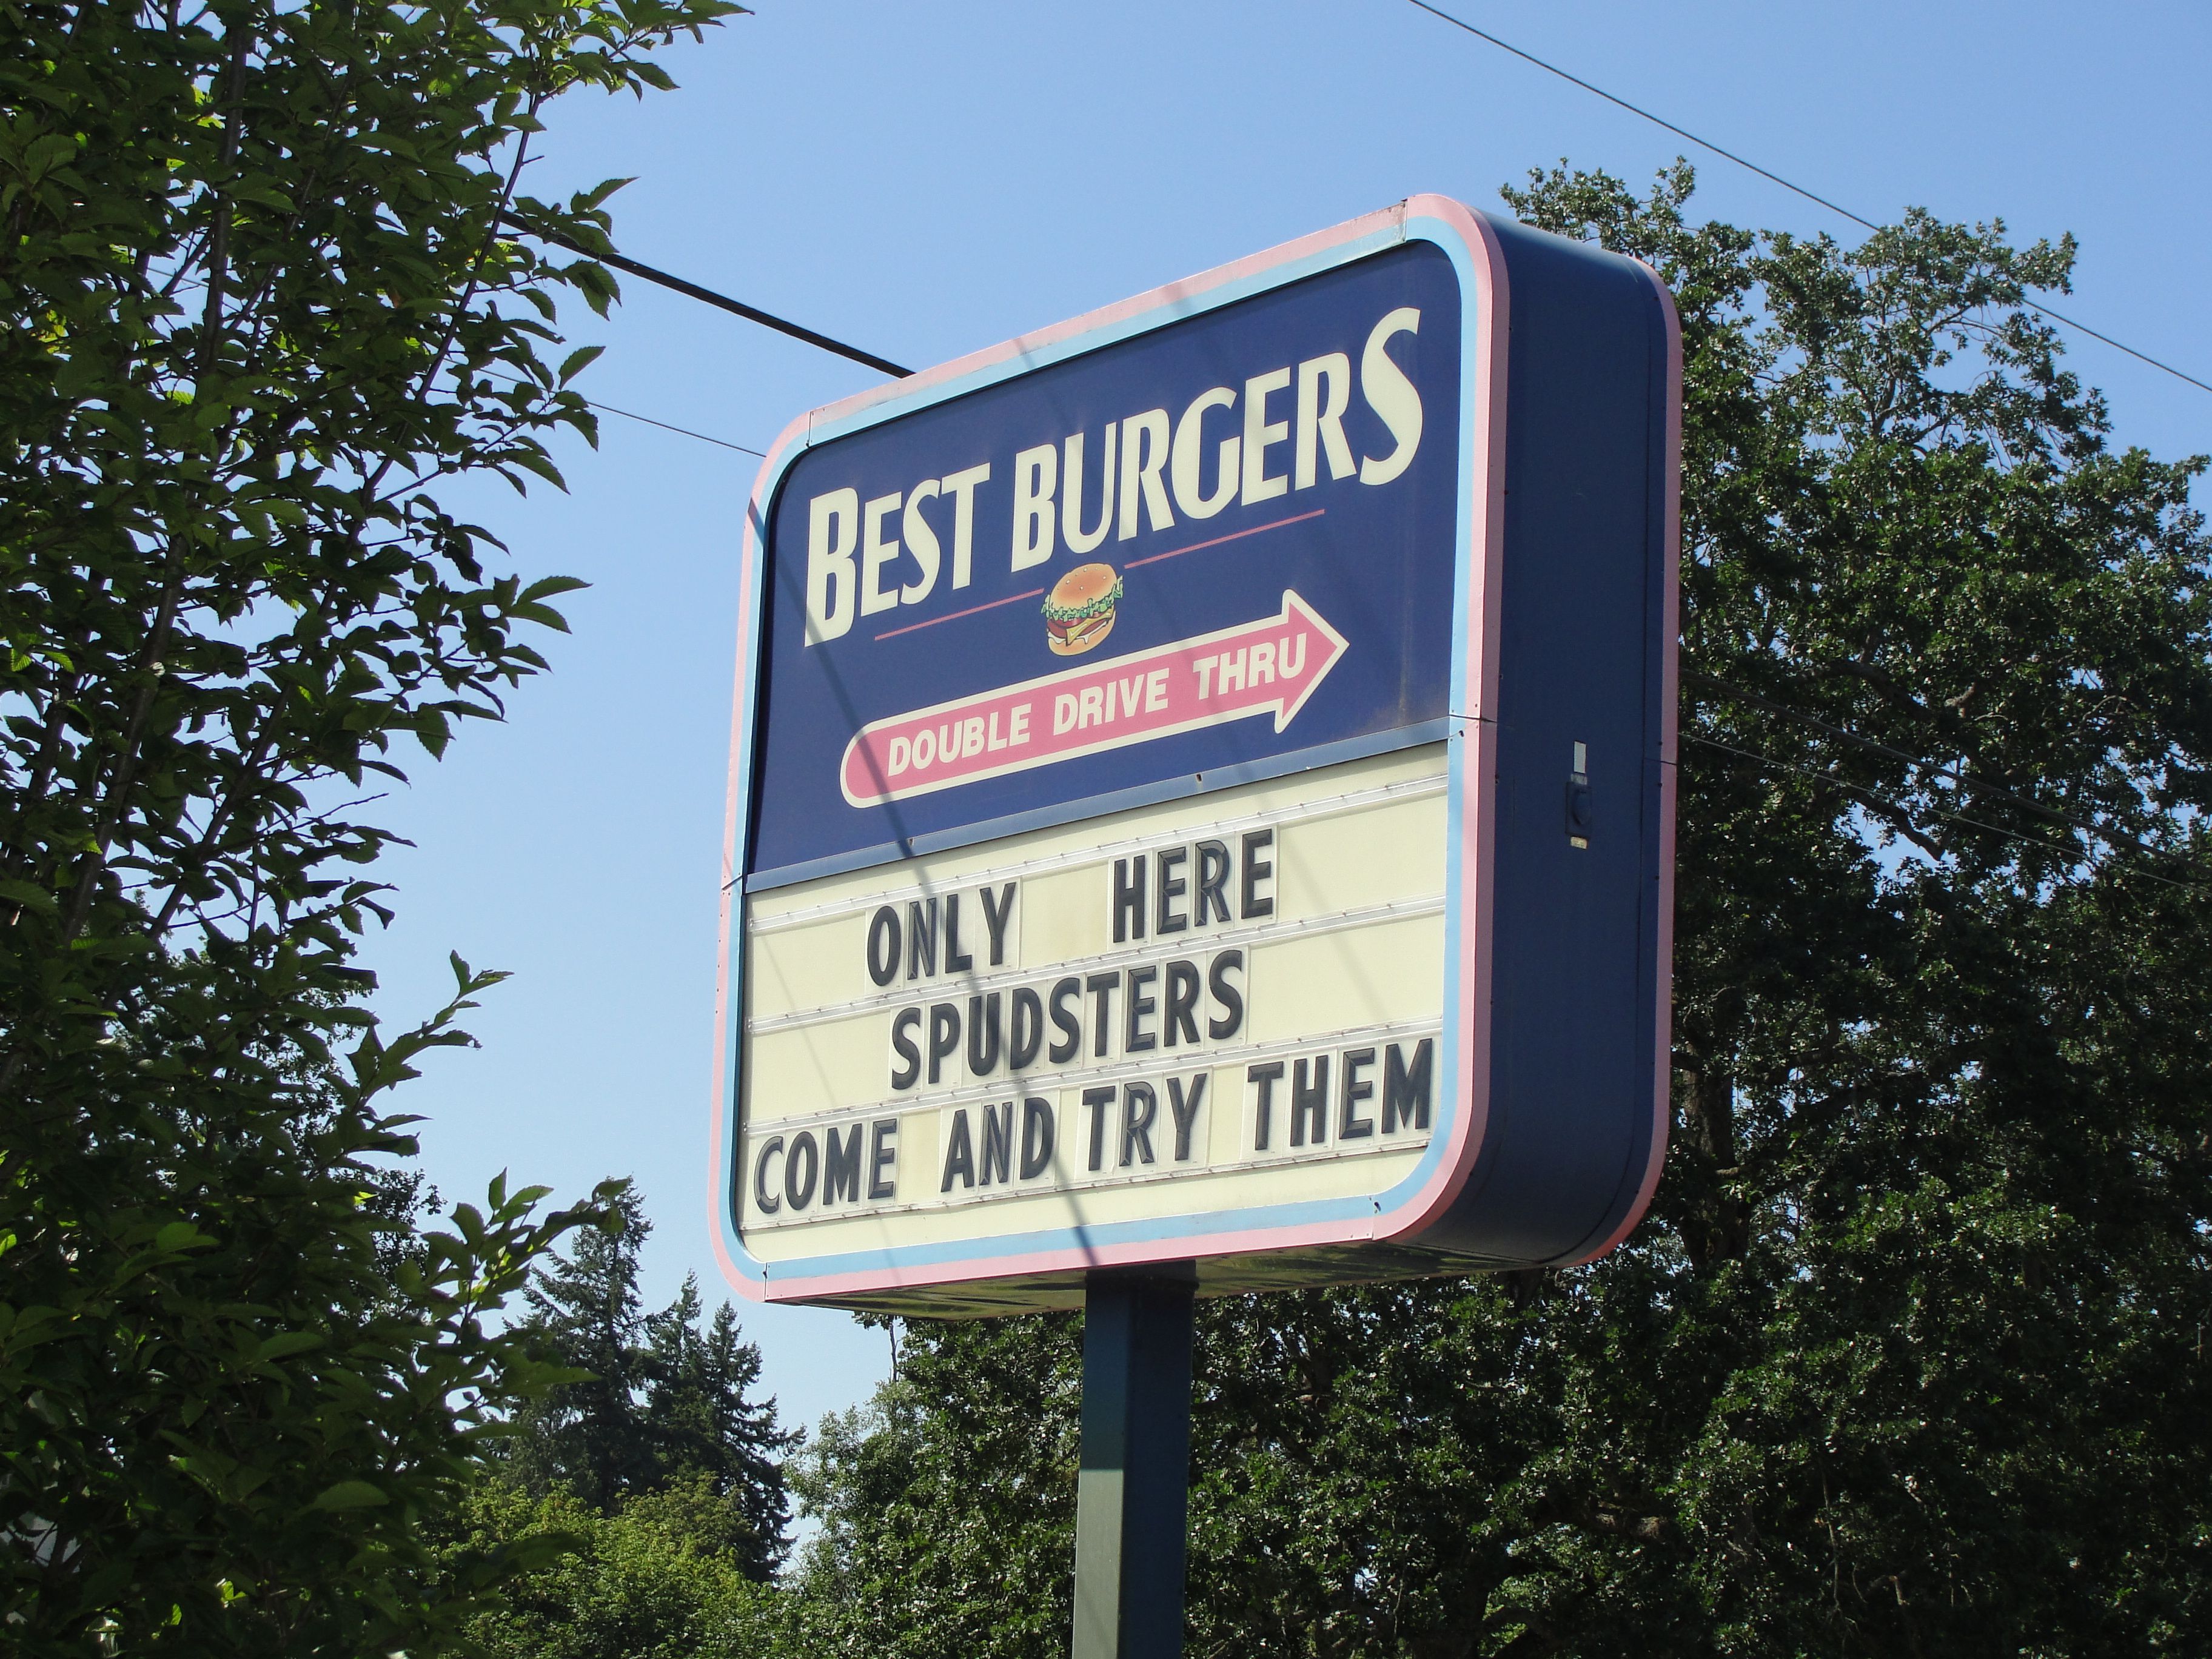 BEST BURGERS
DOUBLE DRIVE THRU
ONLY HERE
SPUDSTERS
COME AND TRY THEM